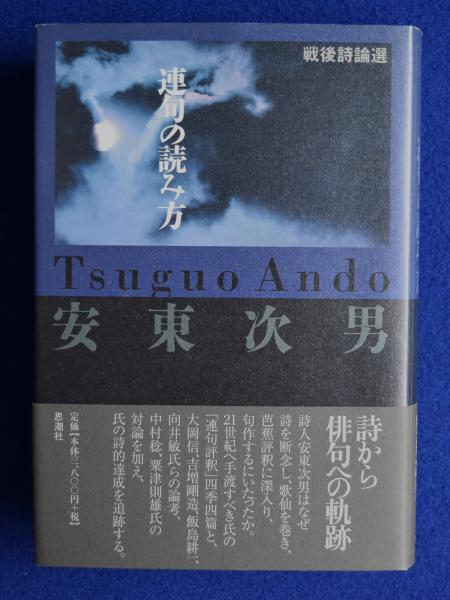 戦後詩論選
連句の読み方
Tsuguo Ando
安東次男
詩から
俳句への軌跡
詩人安東次男はなぜ
詩を断念し、歌仙を巻き、
芭蕉評釈に深入り、
句作するにいたったか。
21世紀へ手渡すべき氏の
「連句評釈」四季四篇と、
大岡信、吉増剛造、飯島耕一、
向井敏氏らの論考、
中村稔、粟津則雄氏の
対論を加え、
氏の詩的達成を追跡する。
定価【本体三八〇〇円+税】
思潮社